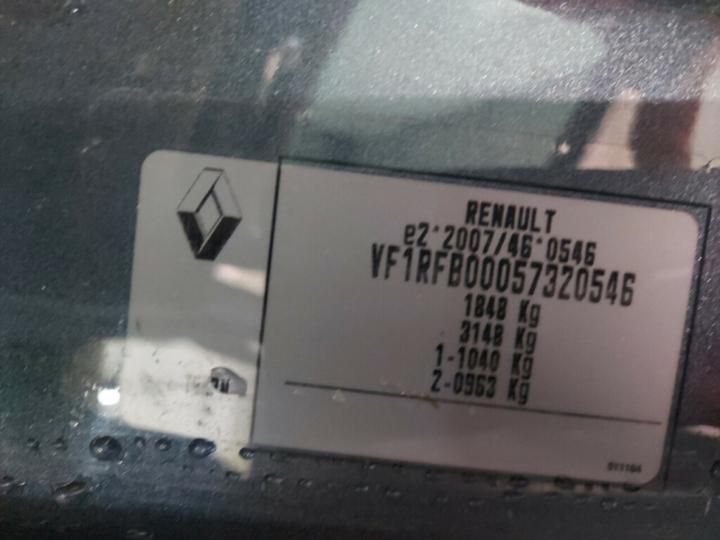 RENAULT
e2*2007/46*0546
VF1RFB00057320546
1848 Kg
3148 Kg
1-1040 Kg
2-0963 Kg